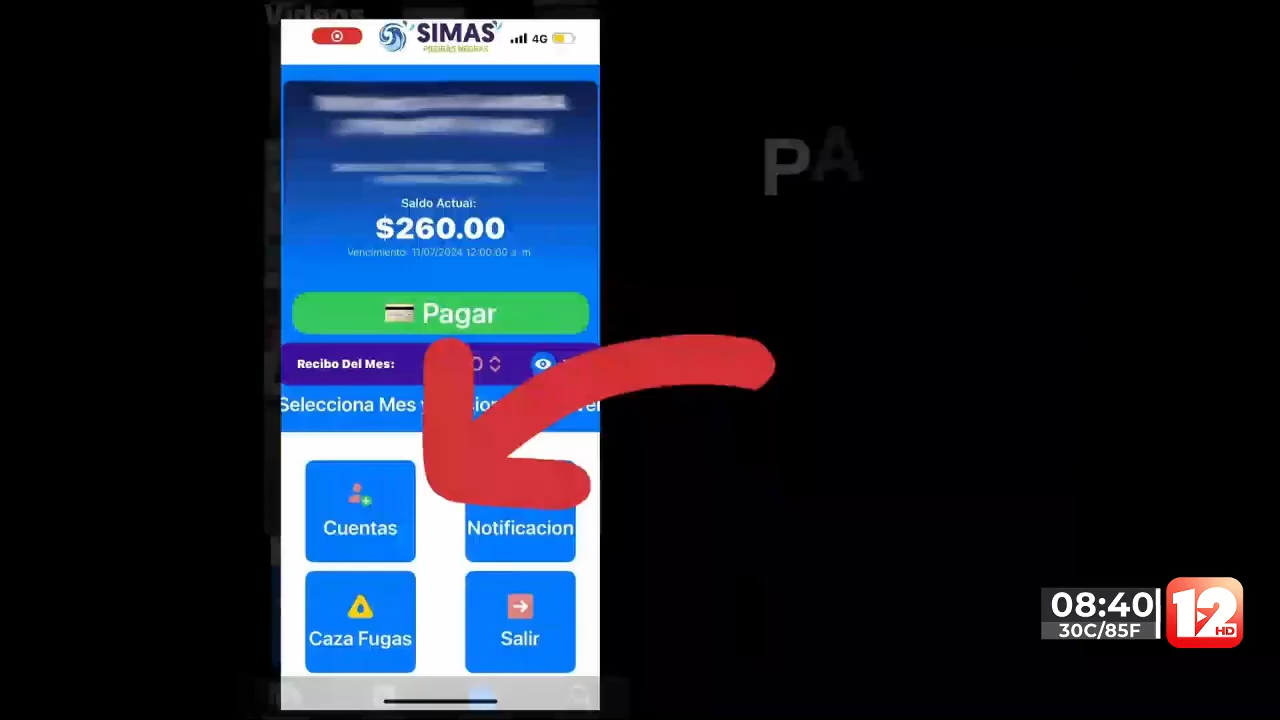 Videos
SIMAS
PIEDRAS NEGRAS
4G
Saldo Actual:
$260.00
Vencimiento: 11/07/2024 12:00:00 a. m.
Pagar
Recibo Del Mes:
Selecciona Mes
Cuentas
Notificacion
Caza Fugas
Salir
PA
08:40
30C/85F
12
HD